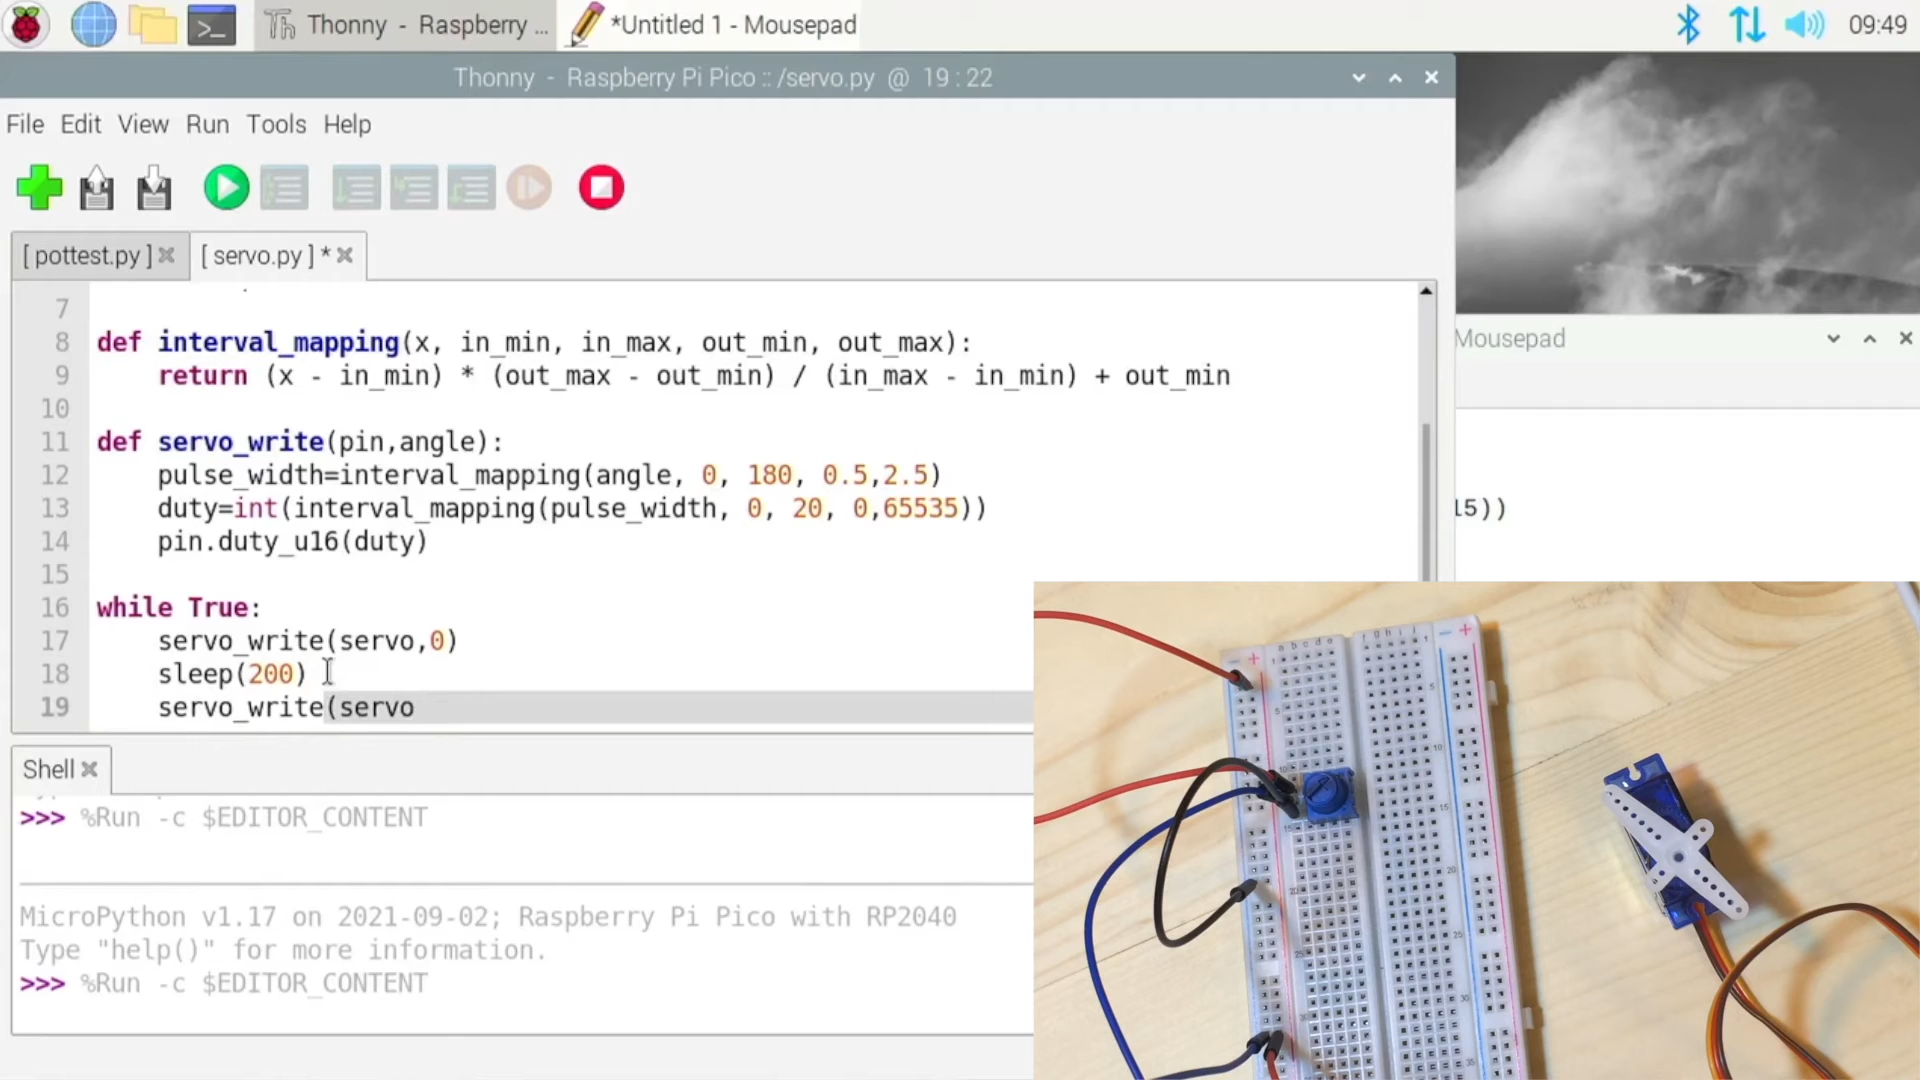 Thonny - Raspberry ...
*Untitled 1 - Mousepad
09:49
Thonny - Raspberry Pi Pico :: /servo.py @ 19 : 22
File Edit View Run Tools Help
[ pottest.py ]
[ servo.py ] *
Mousepad
7
8 def interval_mapping(x, in_min, in_max, out_min, out_max):
9 return (x - in_min) * (out_max - out_min) / (in_max - in_min) + out_min
10
11 def servo_write(pin,angle):
12 pulse_width=interval_mapping(angle, 0, 180, 0.5,2.5)
13 duty=int(interval_mapping(pulse_width, 0, 20, 0,65535))
14 pin.duty_u16(duty)
15
16 while True:
17 servo_write(servo,0)
18 sleep(200)
19 servo_write(servo
15))
Shell
>>> %Run -c $EDITOR_CONTENT
MicroPython v1.17 on 2021-09-02; Raspberry Pi Pico with RP2040
Type "help()" for more information.
>>> %Run -c $EDITOR_CONTENT